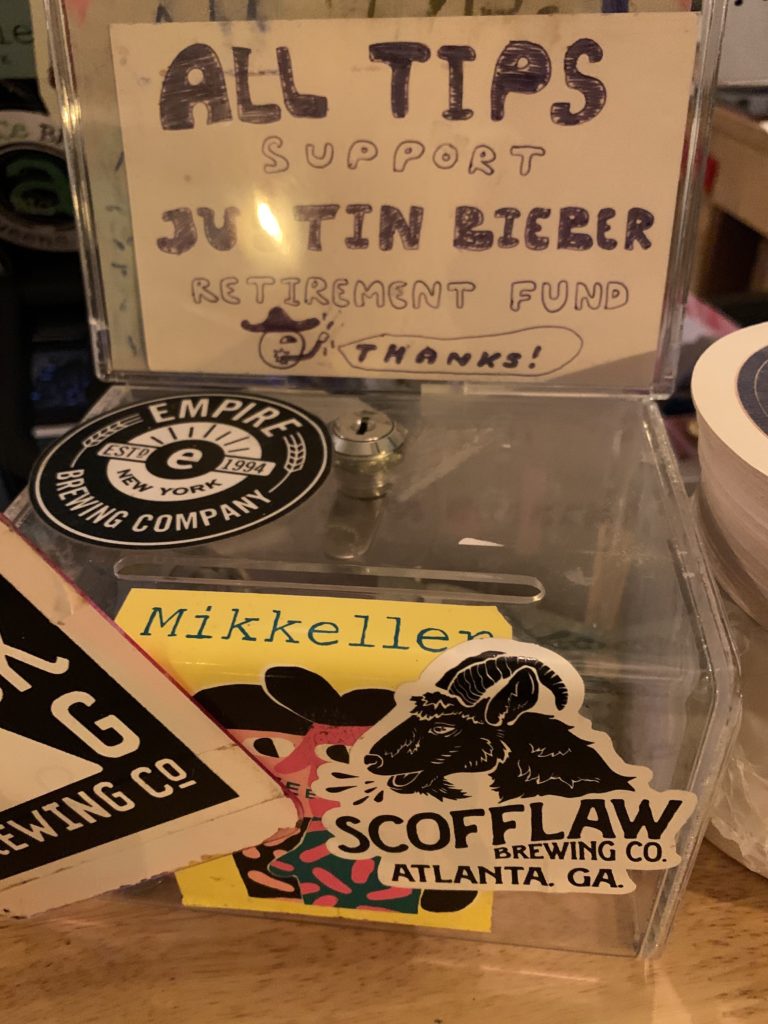 ALL TIPS
SUPPORT
JUSTIN BIEBER
RETIREMENT FUND
THANKS!
EMPIRE
ESTD e 1994
NEW YORK
BREWING COMPANY
Mikkeller
G
EWING CO
SCOFFLAW
BREWING CO.
ATLANTA. GA.